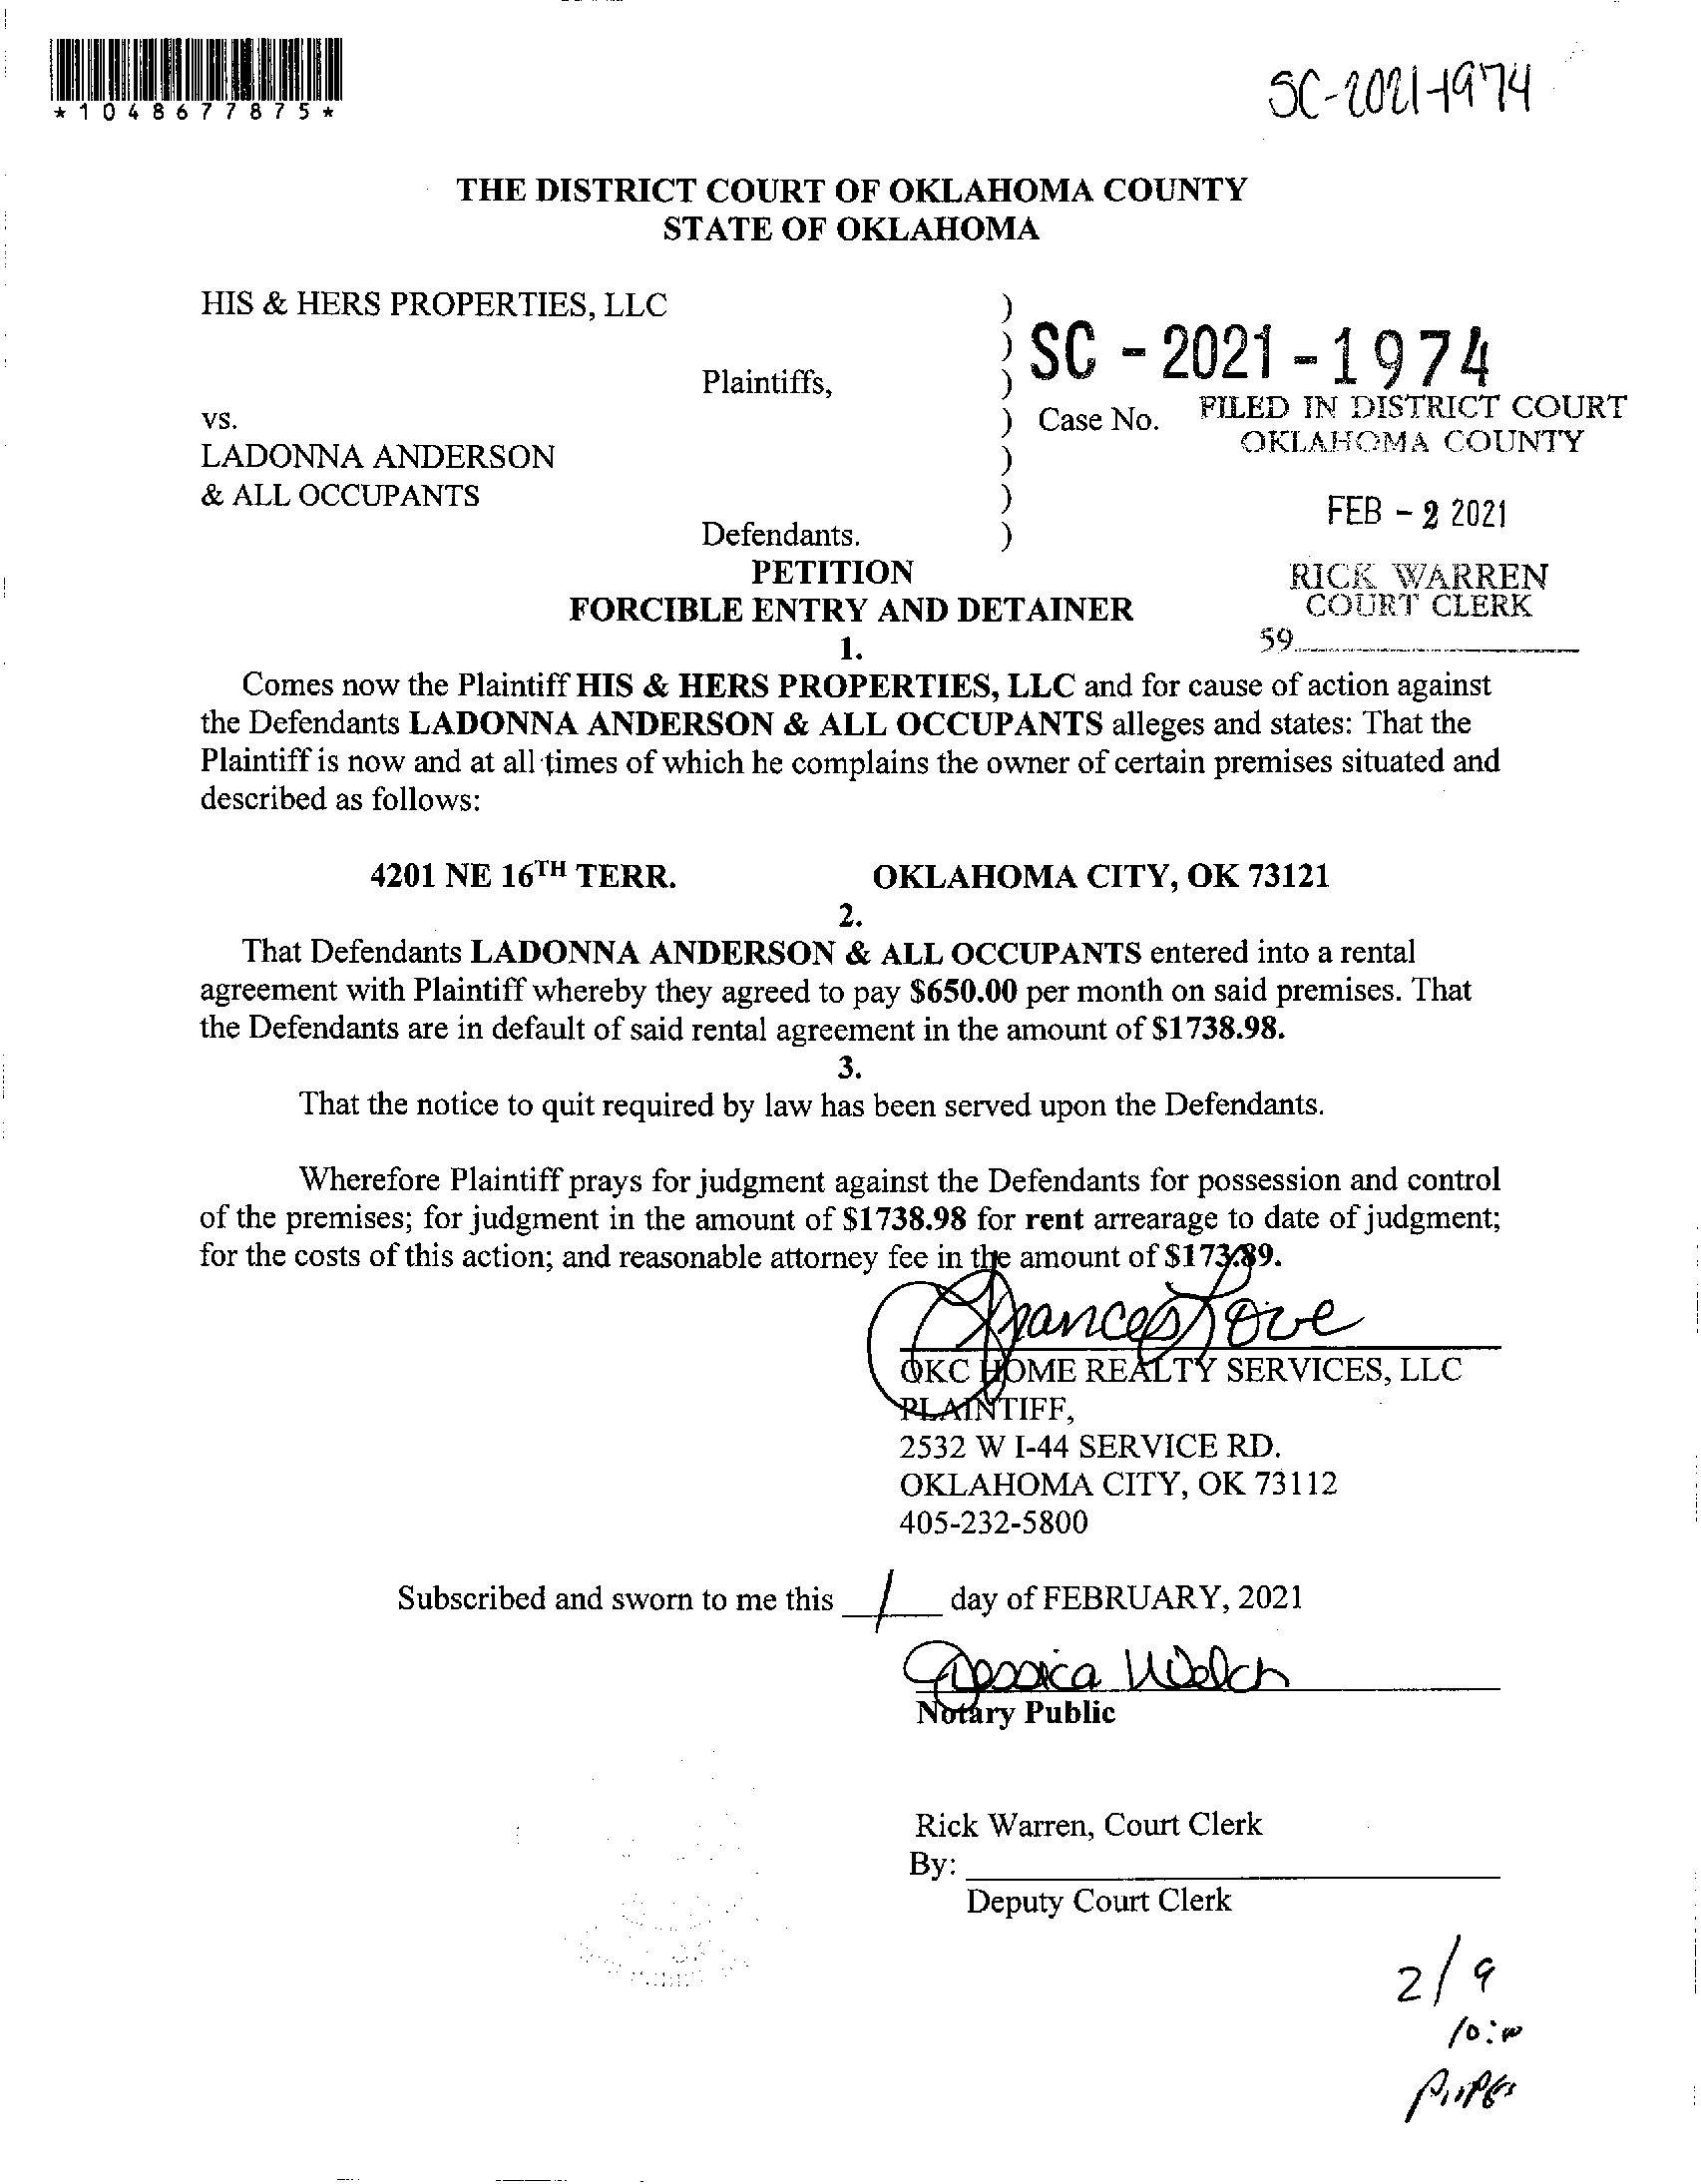 *1048677875*
SC-2021-1974
THE DISTRICT COURT OF OKLAHOMA COUNTY
STATE OF OKLAHOMA
HIS & HERS PROPERTIES, LLC )
) SC - 2021 - 1974
Plaintiffs, )
vs. ) Case No. FILED IN DISTRICT COURT
OKLAHOMA COUNTY
LADONNA ANDERSON )
& ALL OCCUPANTS )
FEB - 2 2021
Defendants. )
PETITION
RICK WARREN
COURT CLERK
FORCIBLE ENTRY AND DETAINER
59
1.
Comes now the Plaintiff HIS & HERS PROPERTIES, LLC and for cause of action against
the Defendants LADONNA ANDERSON & ALL OCCUPANTS alleges and states: That the
Plaintiff is now and at all times of which he complains the owner of certain premises situated and
described as follows:
4201 NE 16TH TERR. OKLAHOMA CITY, OK 73121
2.
That Defendants LADONNA ANDERSON & ALL OCCUPANTS entered into a rental
agreement with Plaintiff whereby they agreed to pay $650.00 per month on said premises. That
the Defendants are in default of said rental agreement in the amount of $1738.98.
3.
That the notice to quit required by law has been served upon the Defendants.
Wherefore Plaintiff prays for judgment against the Defendants for possession and control
of the premises; for judgment in the amount of $1738.98 for rent arrearage to date of judgment;
for the costs of this action; and reasonable attorney fee in the amount of $173.89.
Frances Love
OKC HOME REALTY SERVICES, LLC
PLAINTIFF,
2532 W I-44 SERVICE RD.
OKLAHOMA CITY, OK 73112
405-232-5800
Subscribed and sworn to me this 1 day of FEBRUARY, 2021
Jessica Welch
Notary Public
Rick Warren, Court Clerk
By:
Deputy Court Clerk
2/9